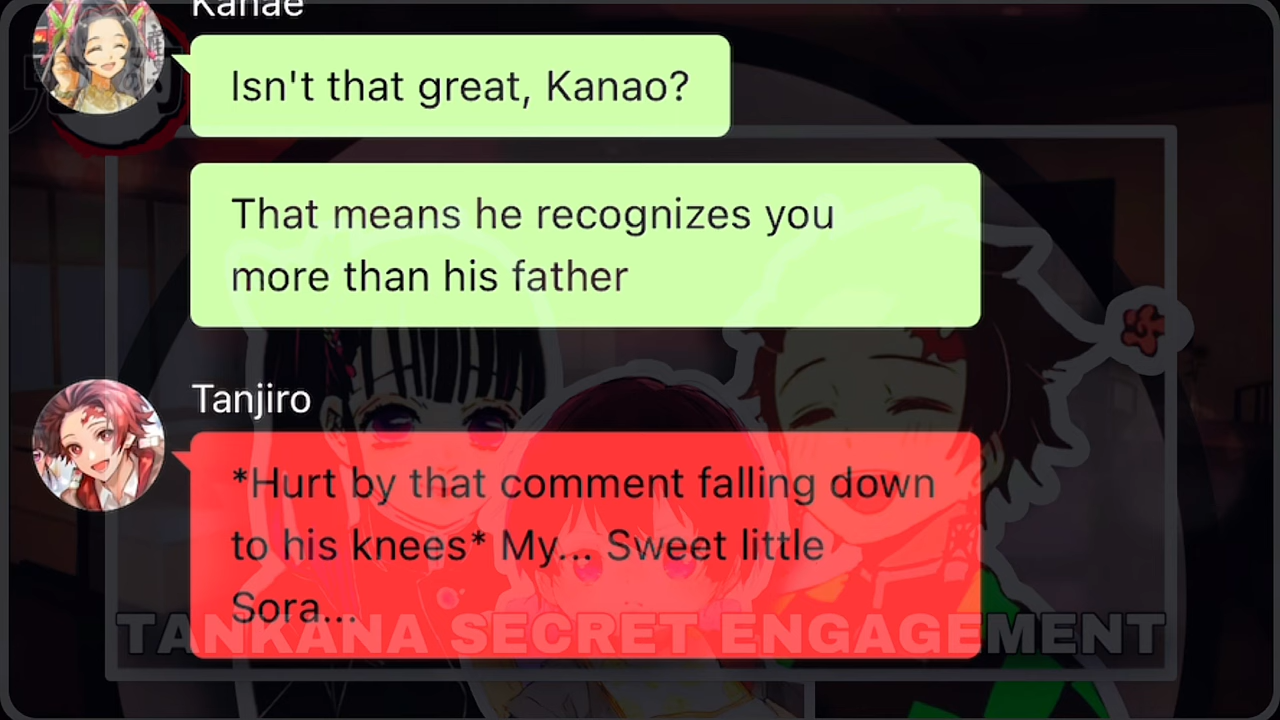 Kanae
Isn't that great, Kanao?
That means he recognizes you
more than his father
Tanjiro
*Hurt by that comment falling down
to his knees* My... Sweet little
Sora...
TANKANA SECRET ENGAGEMENT